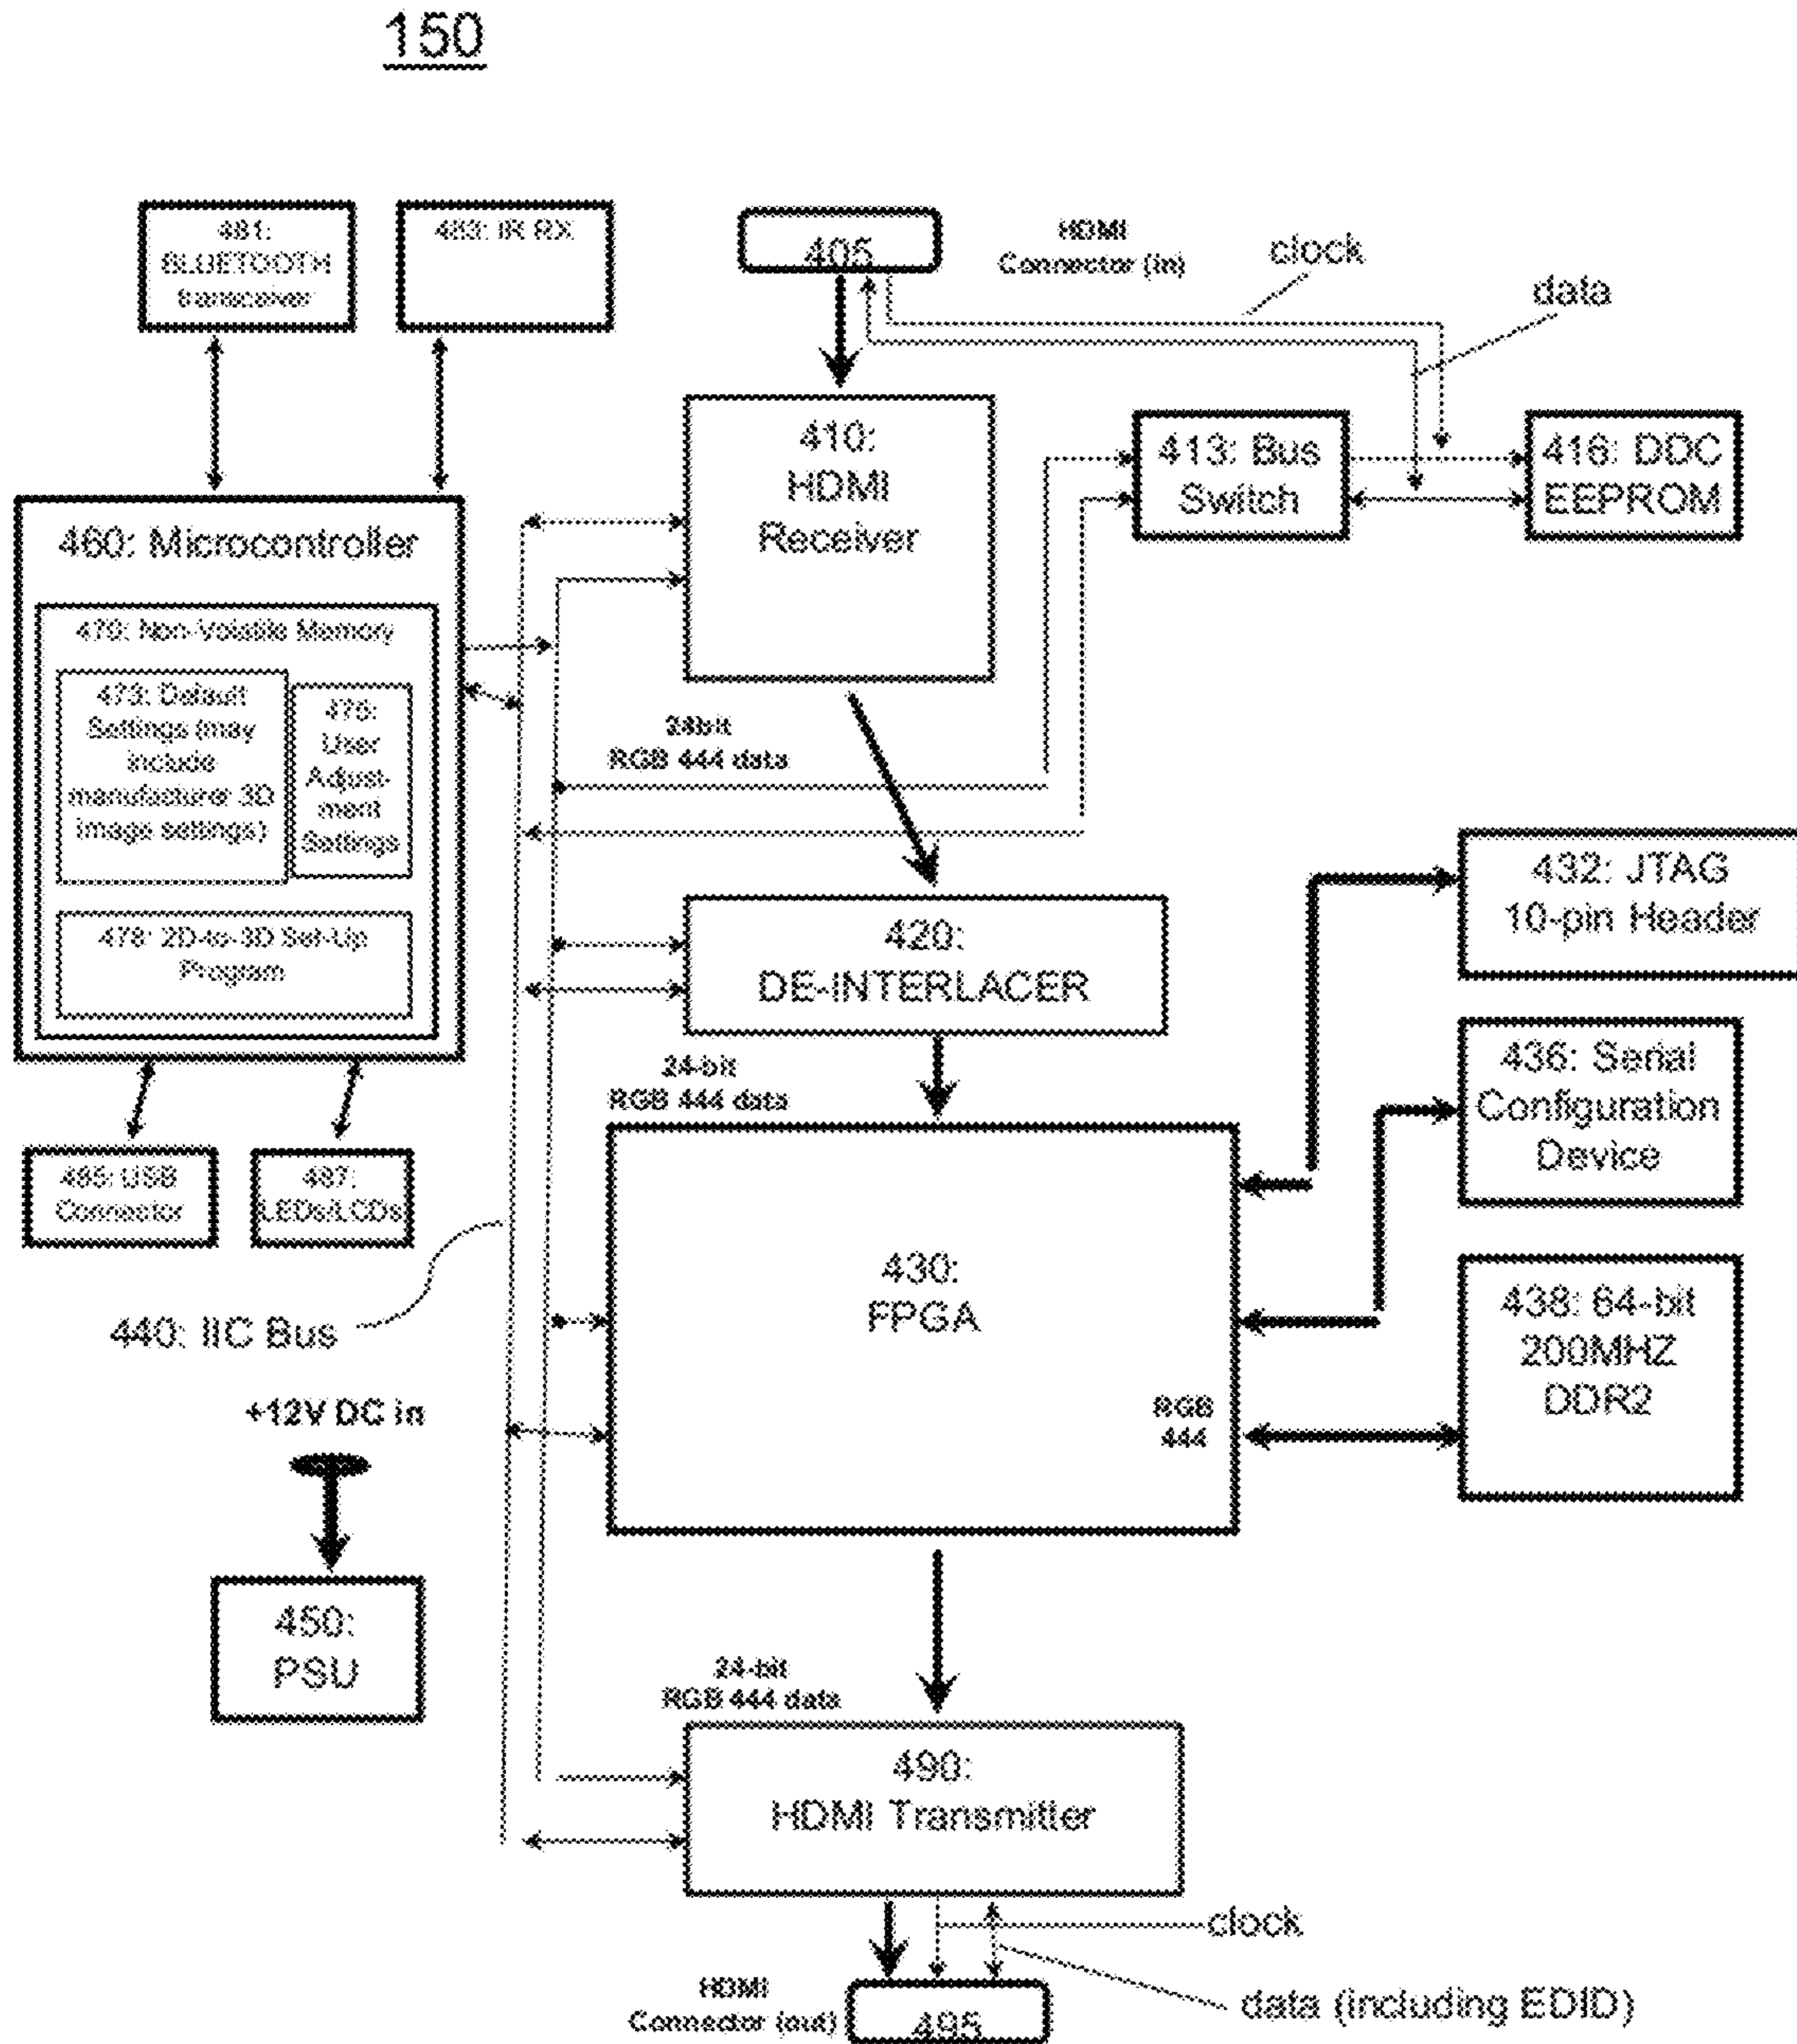 150
481:
BLUETOOTH
transceiver
483: IR RX
405
HDMI
Connector (in)
clock
data
410:
HDMI
Receiver
413: Bus
Switch
416: DDC
EEPROM
460: Microcontroller
470: Non-Volatile Memory
473: Default
Settings (may
include
manufacturer 3D
image settings)
475:
User
Adjust-
ment
Settings
478: 2D-to-3D Set-Up
Program
24bit
RGB 444 data
420:
DE-INTERLACER
432: JTAG
10-pin Header
24-bit
RGB 444 data
436: Serial
Configuration
Device
485: USB
Connector
487:
LEDs/LCDs
430:
FPGA
440: IIC Bus
438: 64-bit
200MHZ
DDR2
+12V DC in
RGB
444
450:
PSU
24-bit
RGB 444 data
490:
HDMI Transmitter
clock
HDMI
Connector (out)
495
data (including EDID)